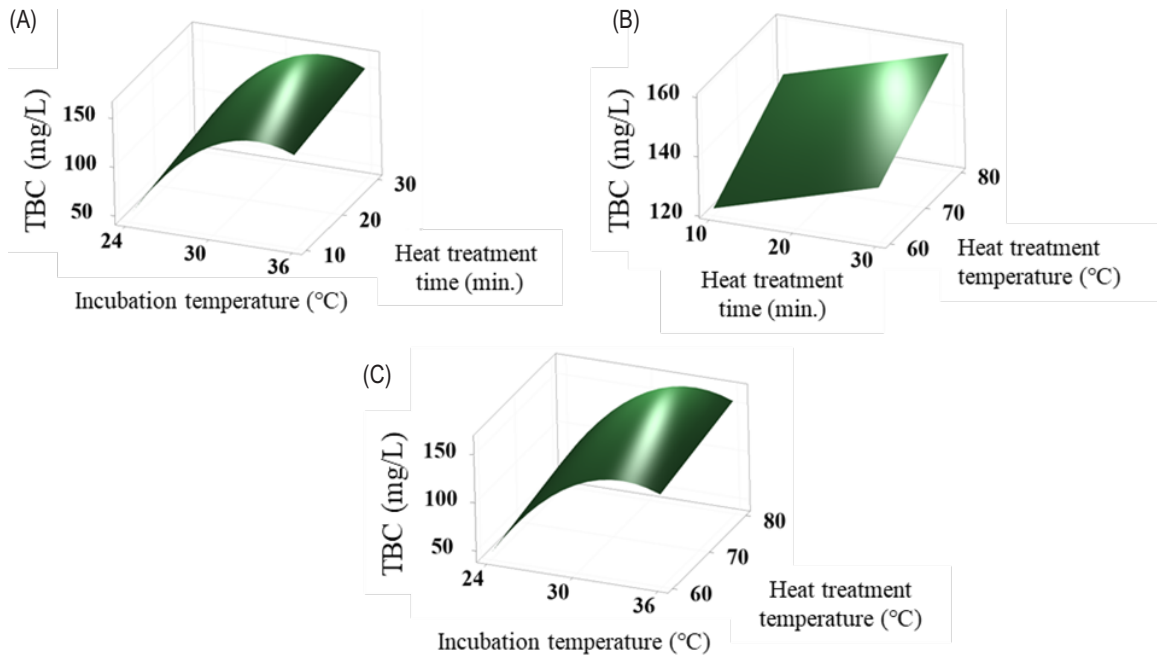 (A)
TBC (mg/L)
150
100
50
24
30
36
10
20
30
Incubation temperature (°C)
Heat treatment
time (min.)
(B)
TBC (mg/L)
160
140
120
10
20
30
60
70
80
Heat treatment
time (min.)
Heat treatment
temperature (°C)
(C)
TBC (mg/L)
150
100
50
24
30
36
60
70
80
Incubation temperature (°C)
Heat treatment
temperature (°C)